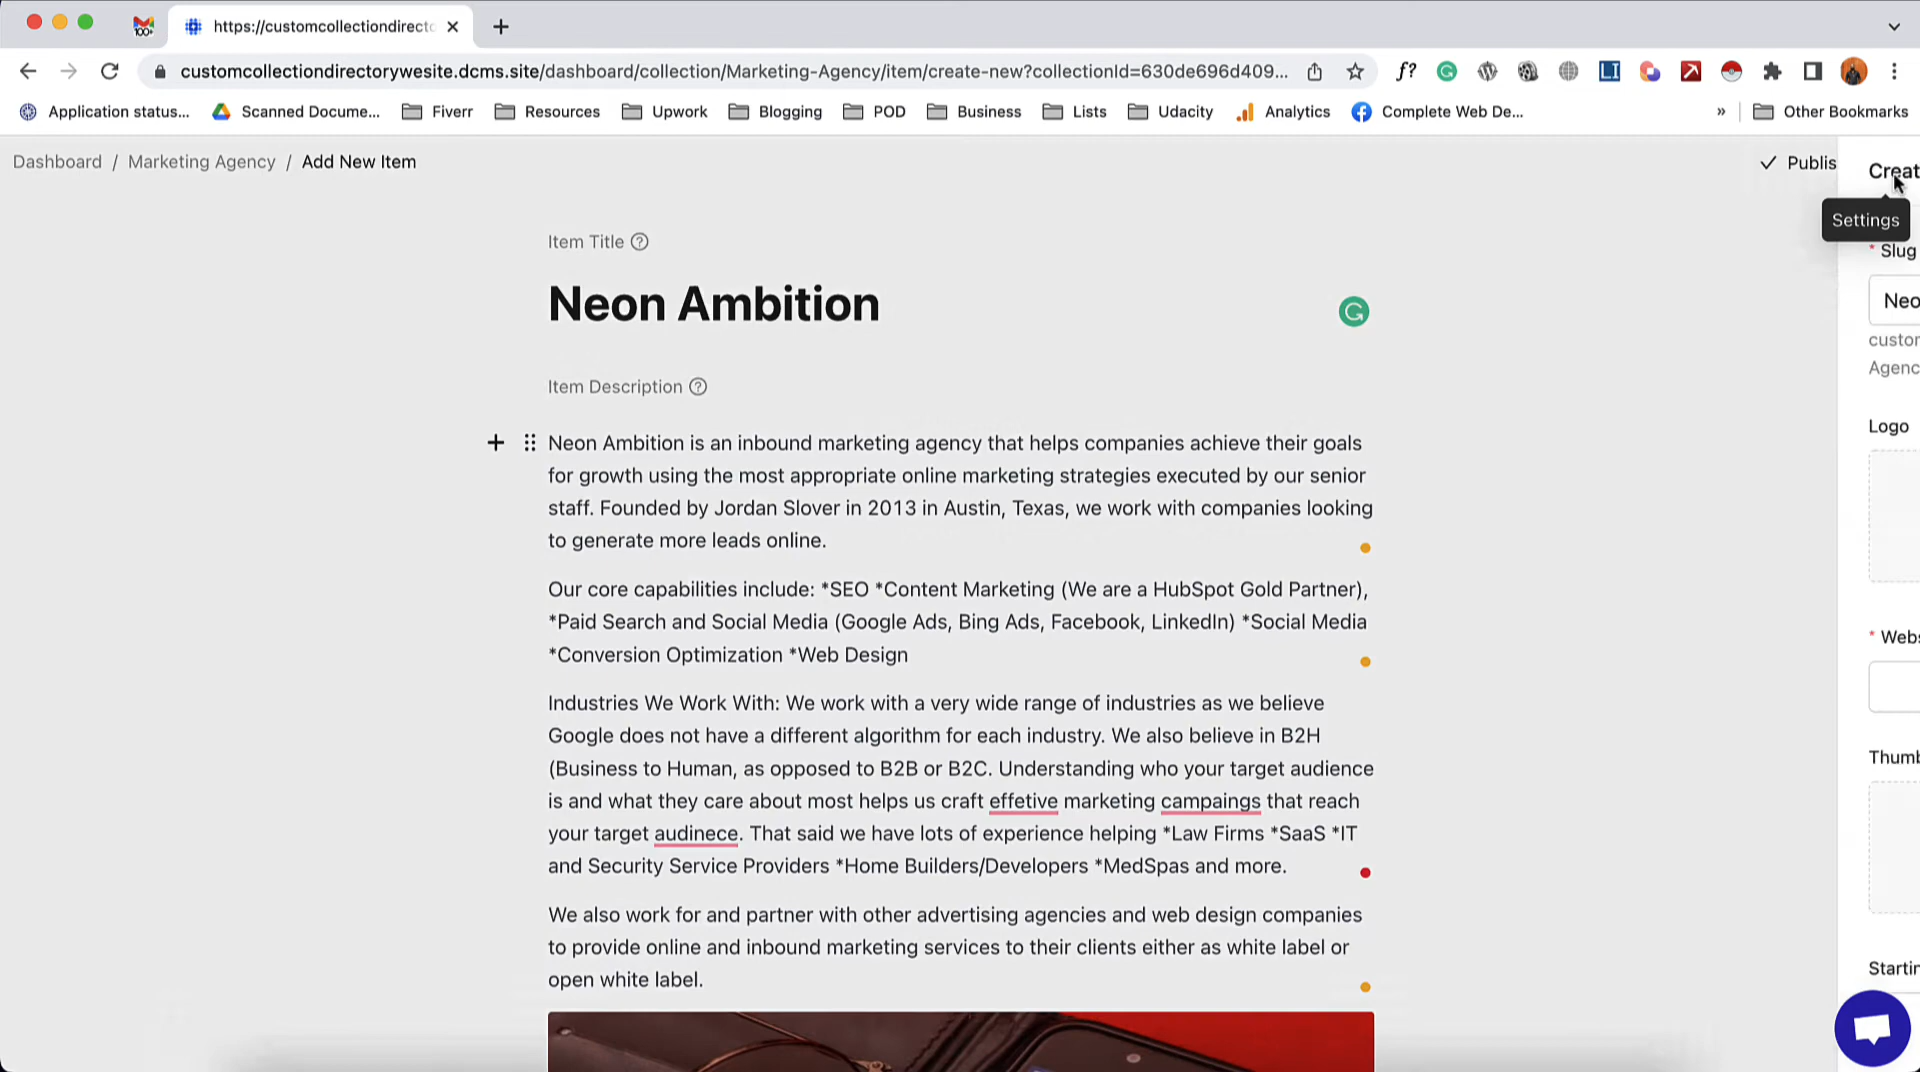 https://customcollectiondirecto
100+
customcollectiondirectorywesite.dcms.site/dashboard/collection/Marketing-Agency/item/create-new?collectionId=630de696d409...
f?
LI
Application status...
Scanned Docume...
Fiverr
Resources
Upwork
Blogging
POD
Business
Lists
Udacity
Analytics
Complete Web De...
»
Other Bookmarks
Dashboard / Marketing Agency / Add New Item
Publis
Creat
Settings
Item Title ?
* Slug
Neon Ambition
Neo
custom
Agenc
Item Description ?
Logo
Neon Ambition is an inbound marketing agency that helps companies achieve their goals
for growth using the most appropriate online marketing strategies executed by our senior
staff. Founded by Jordan Slover in 2013 in Austin, Texas, we work with companies looking
to generate more leads online.
Our core capabilities include: *SEO *Content Marketing (We are a HubSpot Gold Partner),
*Paid Search and Social Media (Google Ads, Bing Ads, Facebook, LinkedIn) *Social Media
*Conversion Optimization *Web Design
* Webs
Industries We Work With: We work with a very wide range of industries as we believe
Google does not have a different algorithm for each industry. We also believe in B2H
(Business to Human, as opposed to B2B or B2C. Understanding who your target audience
is and what they care about most helps us craft effetive marketing campaings that reach
your target audinece. That said we have lots of experience helping *Law Firms *SaaS *IT
and Security Service Providers *Home Builders/Developers *MedSpas and more.
Thumb
We also work for and partner with other advertising agencies and web design companies
to provide online and inbound marketing services to their clients either as white label or
open white label.
Startin